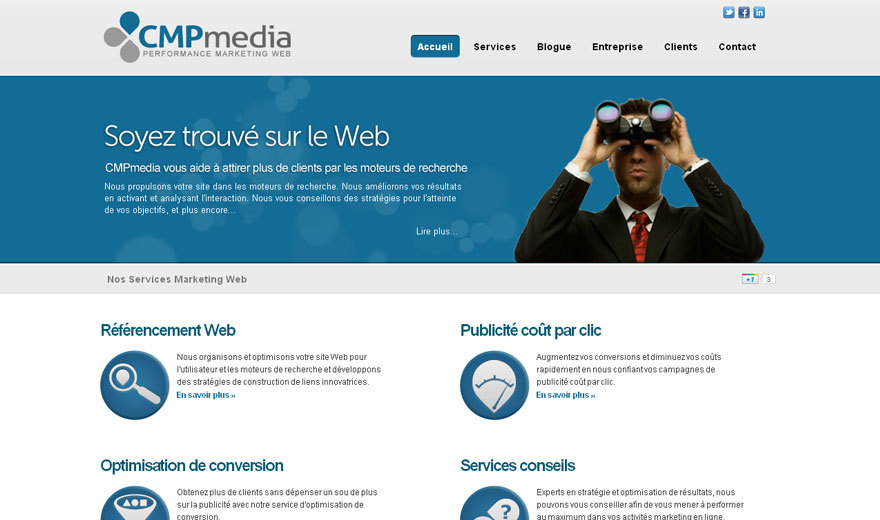 CMPmedia
PERFORMANCE MARKETING WEB
Accueil Services Blogue Entreprise Clients Contact
Soyez trouvé sur le Web
CMPmedia vous aide à attirer plus de clients par les moteurs de recherche
Nous propulsons votre site dans les moteurs de recherche. Nous améliorons vos résultats
en activant et analysant l'interaction. Nous vous conseillons des stratégies pour l'atteinte
de vos objectifs, et plus encore...
Lire plus...
Nos Services Marketing Web
+1 3
Référencement Web
Nous organisons et optimisons votre site Web pour
l'utilisateur et les moteurs de recherche et développons
des stratégies de construction de liens innovatrices.
En savoir plus »
Publicité coût par clic
Augmentez vos conversions et diminuez vos coûts
rapidement en nous confiant vos campagnes de
publicité coût par clic.
En savoir plus »
Optimisation de conversion
Obtenez plus de clients sans dépenser un sou de plus
sur la publicité avec notre service d'optimisation de
conversion.
Services conseils
Experts en stratégie et optimisation de résultats, nous
pouvons vous conseiller afin de vous mener à performer
au maximum dans vos activités marketing en ligne.